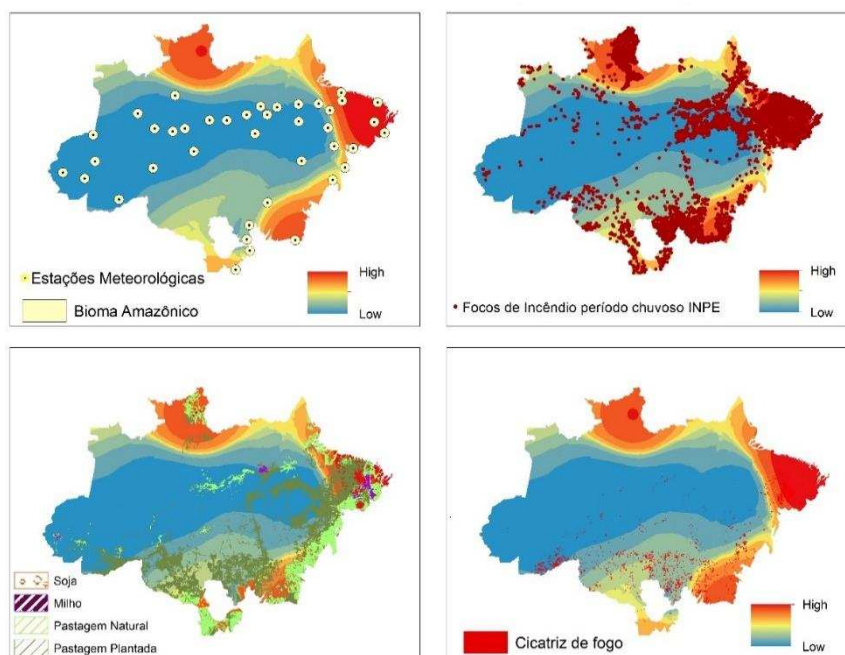 Estações Meteorológicas
Bioma Amazônico
High
Low
Focos de Incêndio período chuvoso INPE
High
Low
Soja
Milho
Pastagem Natural
Pastagem Plantada
Cicatriz de fogo
High
Low